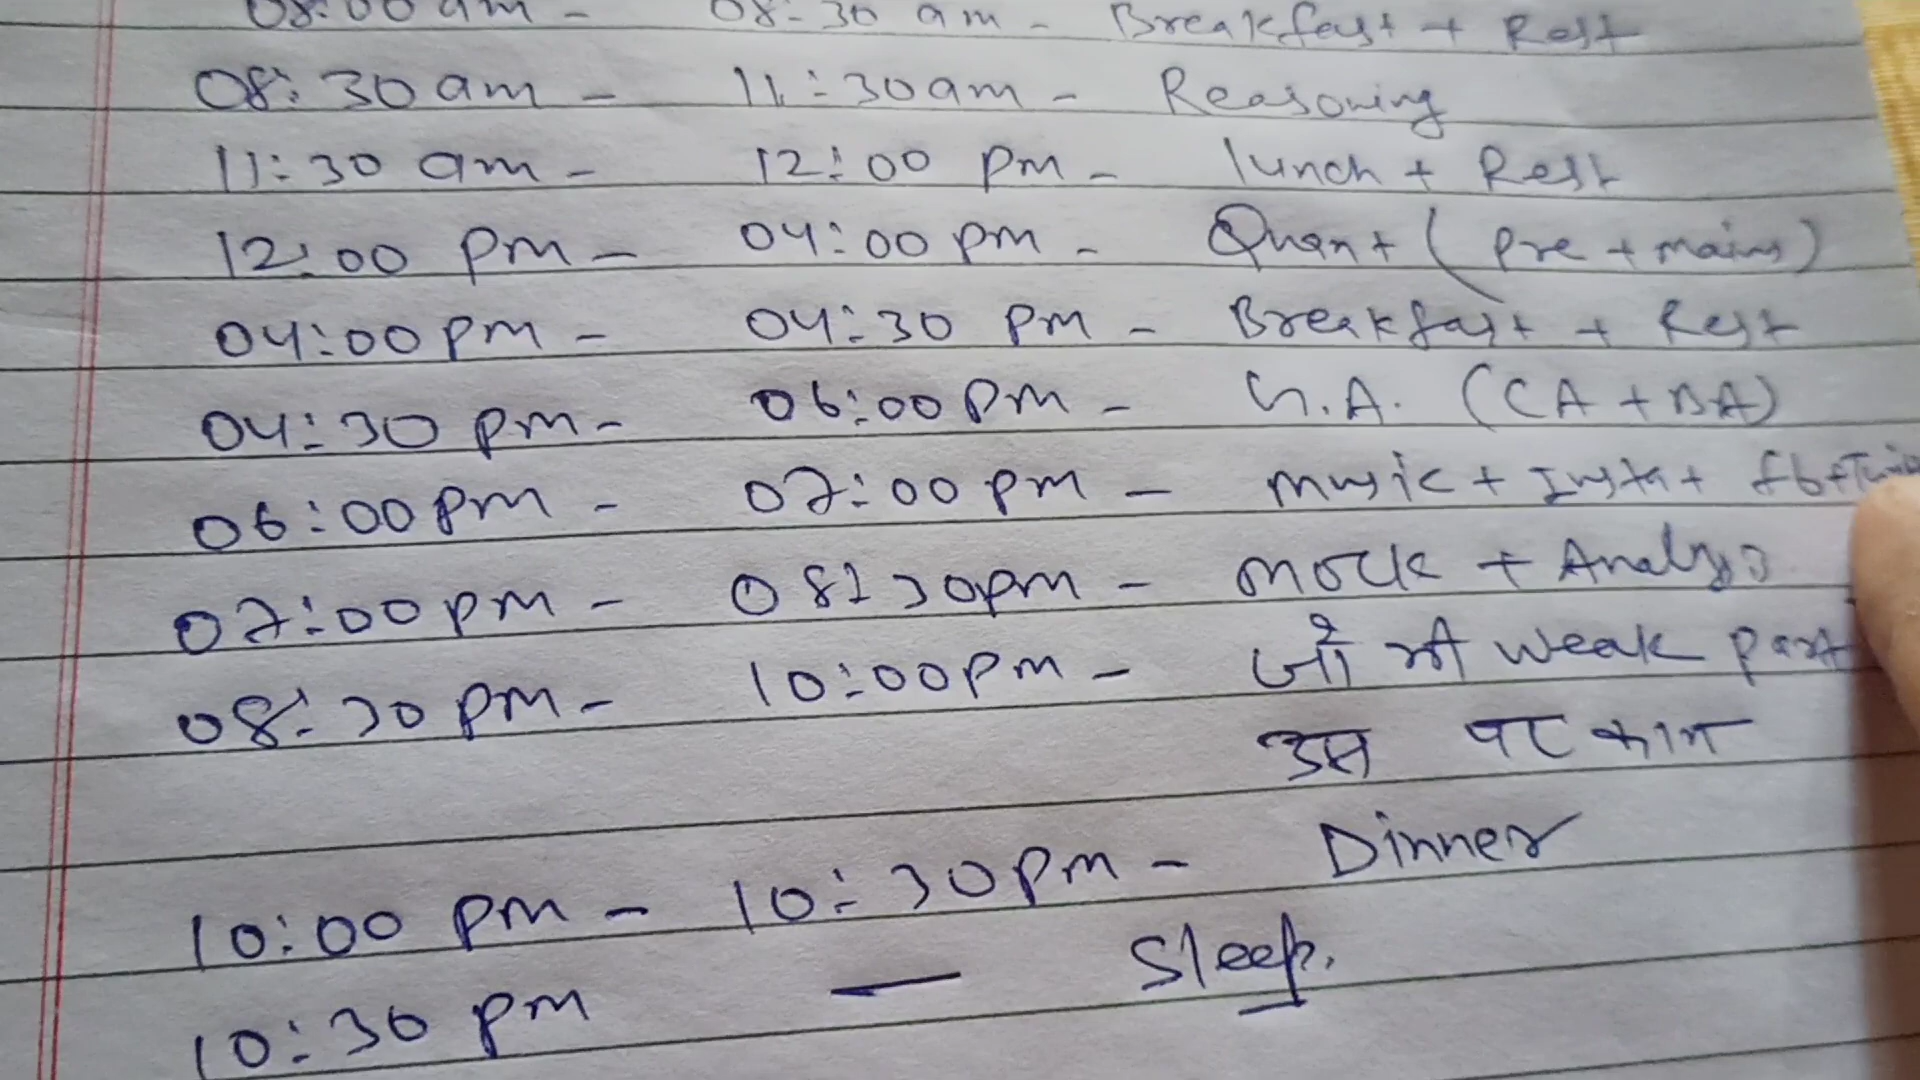 08:00 am - 08-30 am - Breakfast + Rest
08:30 am - 11:30am - Reasoning
11:30 am - 12:00 pm - lunch + Rest
12:00 pm - 04:00 pm - Quant (pre + mains)
04:00 pm - 04:30 pm - Breakfast + Rest
04:30 pm - 06:00 pm - G.A. (CA + BA)
06:00 pm - 07:00 pm - music + Insta + fb +
07:00 pm - 08:30pm - mock + Analysis
08:30 pm - 10:00pm - जो भी weak part
उस पर काम
10:00 pm - 10:30 pm - Dinner
10:30 pm - Sleep.